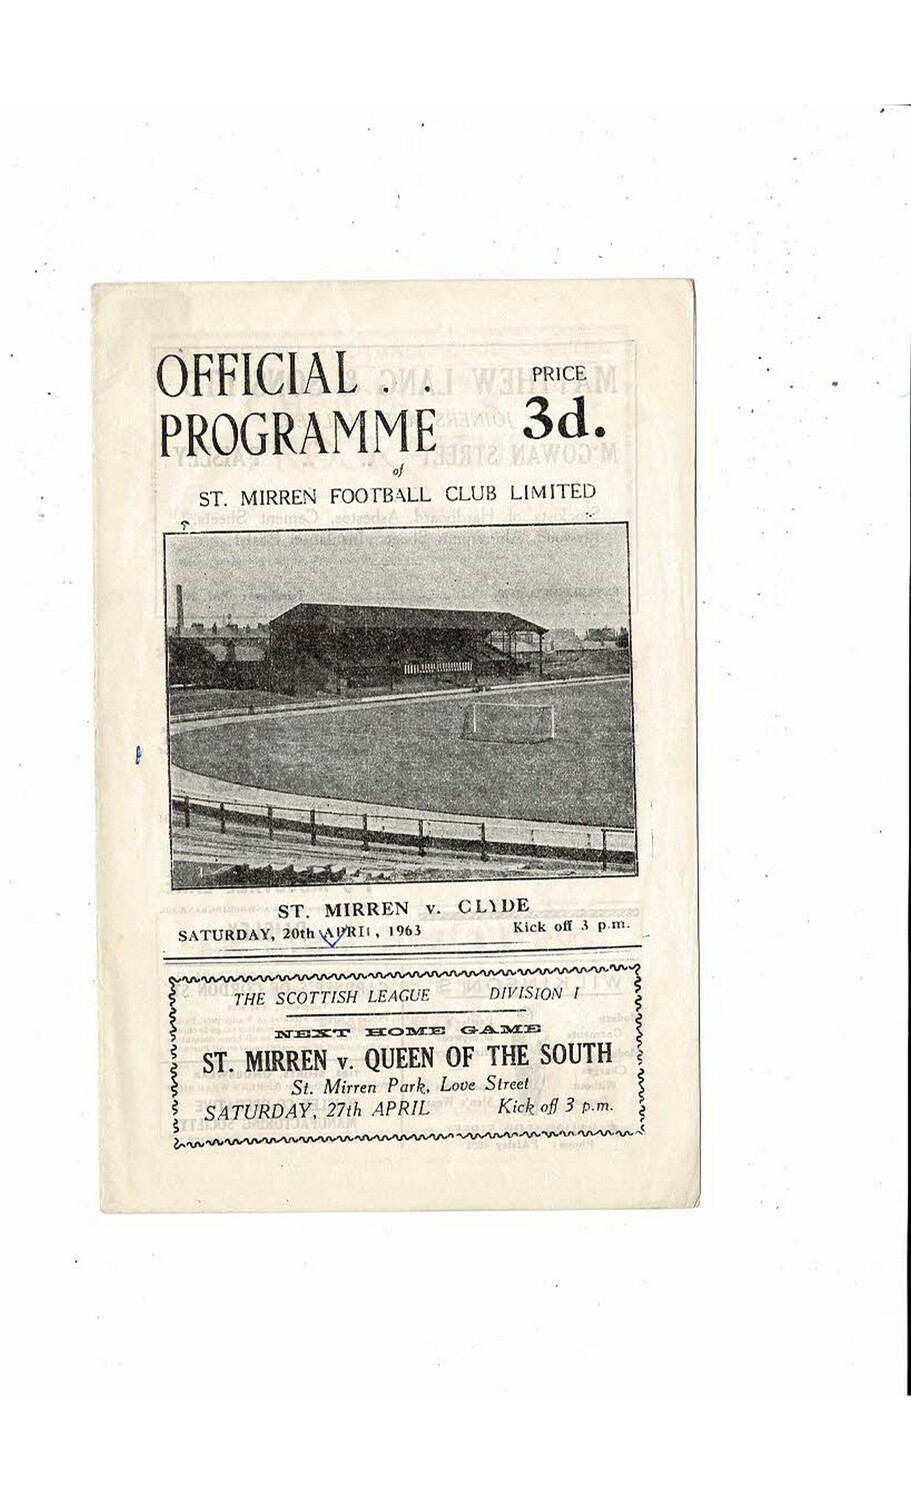 OFFICIAL . .
PROGRAMME
PRICE
3d.
of
ST. MIRREN FOOTBALL CLUB LIMITED
ST. MIRREN v. CLYDE
SATURDAY, 20th APRIL, 1963
Kick off 3 p.m.
THE SCOTTISH LEAGUE DIVISION I
NEXT HOME GAME
ST. MIRREN v. QUEEN OF THE SOUTH
St. Mirren Park, Love Street
SATURDAY, 27th APRIL Kick off 3 p.m.